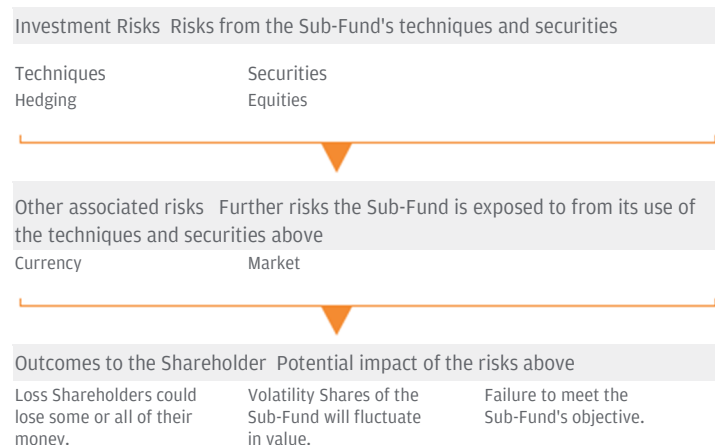 Investment Risks Risks from the Sub-Fund's techniques and securities
Techniques Securities
Hedging Equities
Other associated risks Further risks the Sub-Fund is exposed to from its use of
the techniques and securities above
Currency Market
Outcomes to the Shareholder Potential impact of the risks above
Loss Shareholders could
lose some or all of their
money.
Volatility Shares of the
Sub-Fund will fluctuate
in value.
Failure to meet the
Sub-Fund's objective.